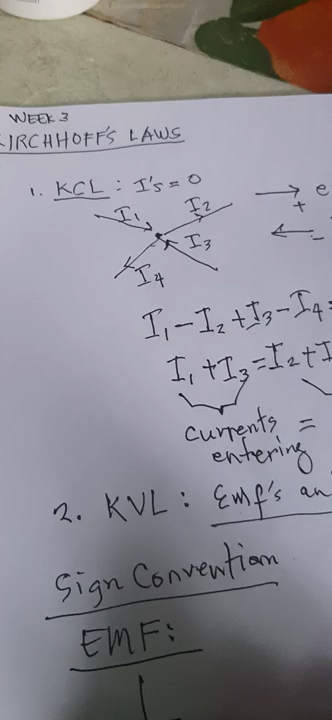 WEEK 3
KIRCHHOFF'S LAWS
1. KCL : I's = 0
I1
I2
I3
I4
+
-
I1 - I2 + I3 - I4 =
I1 + I3 = I2 + I
currents =
entering
2. KVL : Emf's an
Sign Convention
EMF: